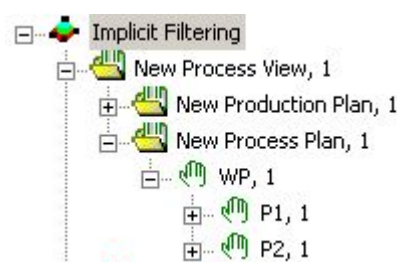 Implicit Filtering
New Process View, 1
New Production Plan, 1
New Process Plan, 1
WP, 1
P1, 1
P2, 1